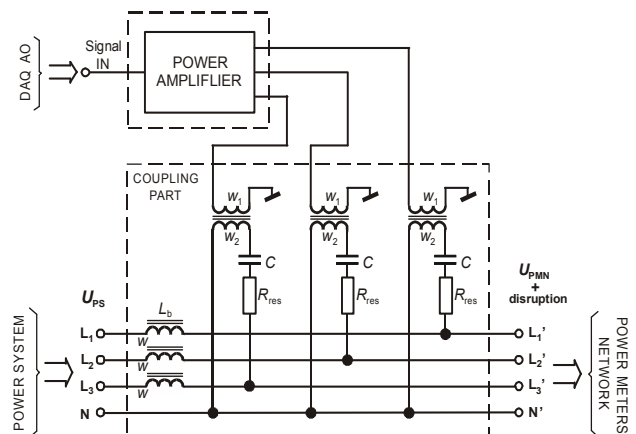 DAQ AO
Signal
IN
POWER
AMPLIFLIER
COUPLING
PART
w₁
w₂
w₁
w₂
w₁
w₂
C
C
C
Rres
Rres
Rres
UPS
Lb
UPMN
+
disruption
POWER SYSTEM
L₁
w
L₁'
L₂
w
L₂'
L₃
w
L₃'
N
N'
POWER METERS
NETWORK